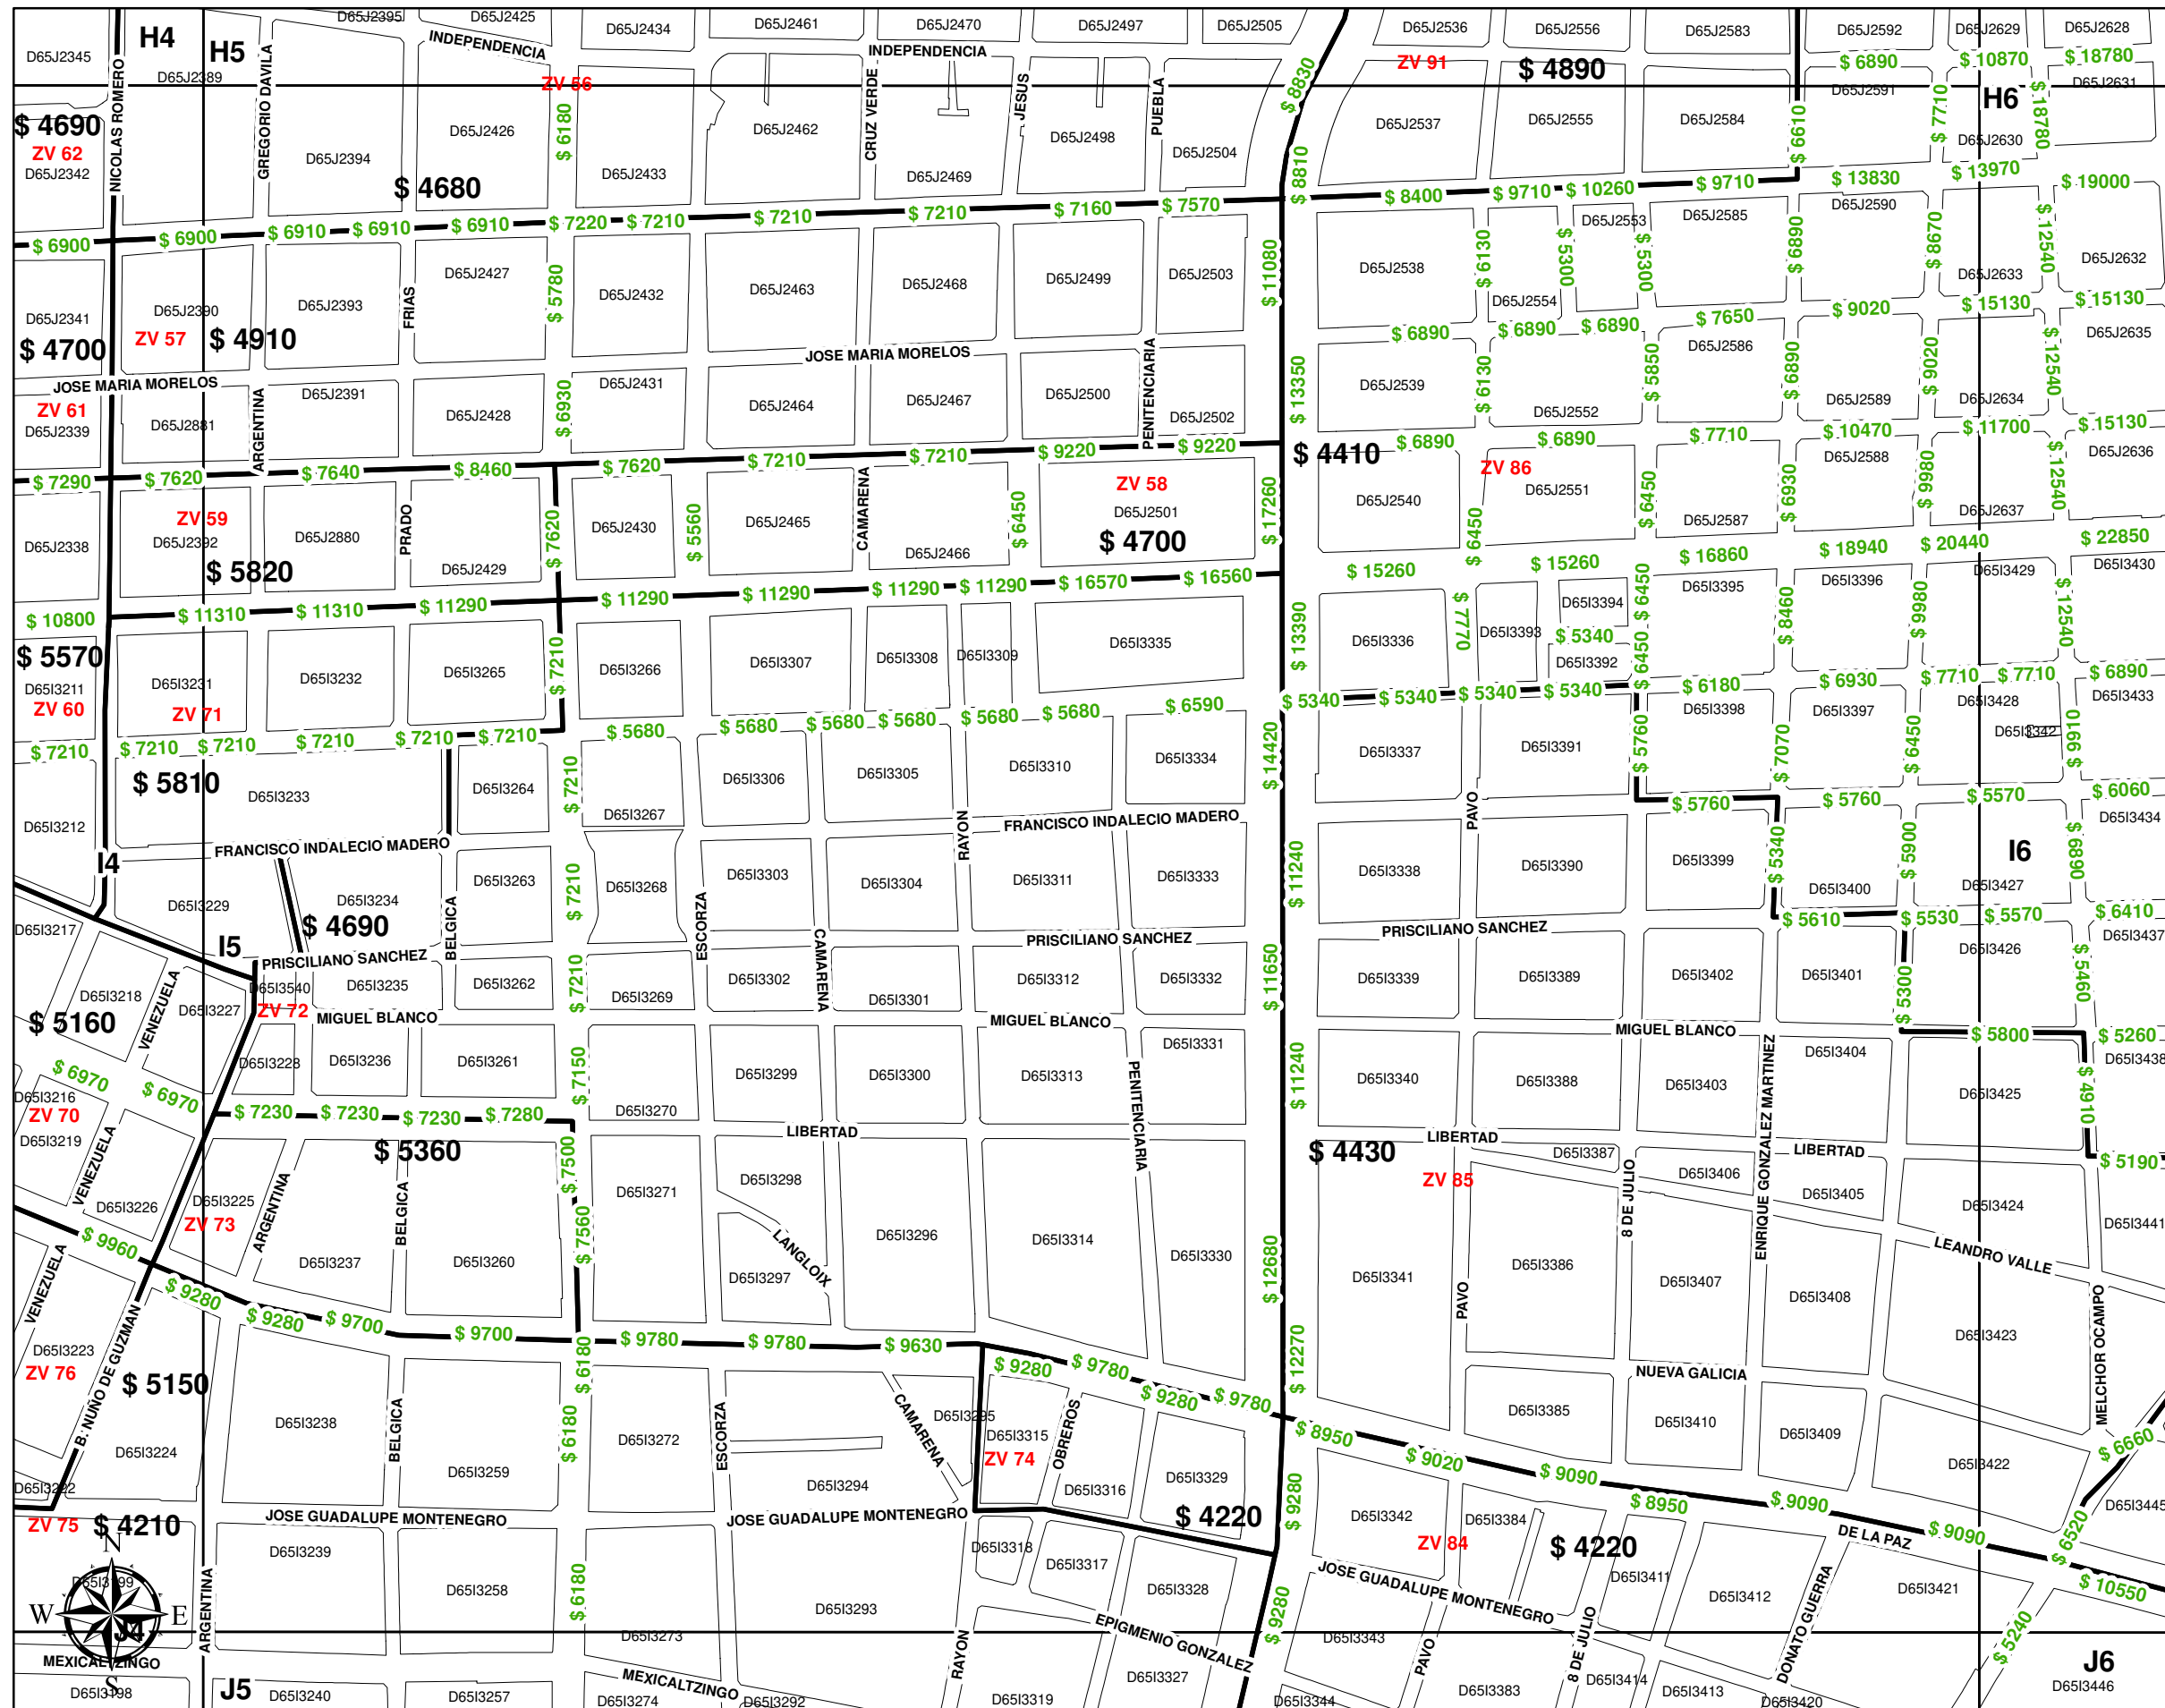 D65J2395
D65J2425
D65J2434
D65J2461
D65J2470
D65J2497
D65J2505
D65J2536
D65J2556
D65J2583
D65J2592
D65J2629
D65J2628
H4
H5
D65J2345
D65J2389
INDEPENDENCIA
INDEPENDENCIA
ZV 56
ZV 91
$ 4890
$ 6890
$ 10870
$ 18780
D65J2591
D65J2631
H6
NICOLAS ROMERO
GREGORIO DAVILA
CRUZ VERDE
JESUS
PUEBLA
$ 8830
$ 6610
$ 7710
$ 18780
$ 4690
ZV 62
D65J2342
D65J2394
D65J2426
$ 6180
D65J2433
D65J2462
D65J2469
D65J2498
D65J2504
$ 8810
D65J2537
D65J2555
D65J2584
D65J2630
$ 4680
$ 6900
$ 6900
$ 6910
$ 6910
$ 6910
$ 7220
$ 7210
$ 7210
$ 7210
$ 7160
$ 7570
$ 8400
$ 9710
$ 10260
$ 9710
$ 13830
$ 13970
$ 19000
D65J2553
D65J2585
D65J2590
D65J2341
D65J2390
D65J2393
FRIAS
D65J2427
$ 5780
D65J2432
D65J2463
D65J2468
D65J2499
D65J2503
$ 11080
D65J2538
$ 6130
$ 5300
$ 5300
$ 6890
$ 8670
$ 12540
D65J2554
D65J2633
D65J2632
ZV 57
$ 4910
$ 4700
$ 6890
$ 6890
$ 6890
$ 7650
$ 9020
$ 15130
$ 15130
JOSE MARIA MORELOS
JOSE MARIA MORELOS
PENITENCIARIA
D65J2586
D65J2635
ZV 61
D65J2339
D65J2881
ARGENTINA
D65J2391
D65J2428
$ 6930
D65J2431
D65J2464
D65J2467
D65J2500
D65J2502
$ 13350
D65J2539
$ 6130
D65J2552
$ 5850
$ 6890
D65J2589
$ 9020
D65J2634
$ 12540
$ 7290
$ 7620
$ 7640
$ 8460
$ 7620
$ 7210
$ 7210
$ 9220
$ 9220
$ 4410
$ 6890
$ 6890
$ 7710
$ 10470
$ 11700
$ 15130
ZV 58
ZV 86
D65J2588
D65J2636
ZV 59
D65J2338
D65J2392
D65J2880
PRADO
D65J2429
$ 7620
D65J2430
$ 5560
D65J2465
CAMARENA
D65J2466
$ 6450
D65J2501
$ 4700
$ 17260
D65J2540
$ 6450
D65J2551
$ 6450
D65J2587
$ 6930
$ 9980
D65J2637
$ 12540
$ 5820
$ 10800
$ 11310
$ 11310
$ 11290
$ 11290
$ 11290
$ 11290
$ 11290
$ 16570
$ 16560
$ 15260
$ 15260
$ 16860
$ 18940
$ 20440
$ 22850
D65I3395
D65I3396
D65I3429
D65I3430
$ 5570
D65I3211
ZV 60
D65I3231
ZV 71
D65I3232
D65I3265
$ 7210
D65I3266
D65I3307
D65I3308
D65I3309
D65I3335
$ 13390
D65I3336
$ 7770
D65I3393
D65I3394
$ 5340
D65I3392
$ 6450
$ 6450
$ 8460
$ 9980
$ 12540
$ 7210
$ 7210
$ 7210
$ 7210
$ 7210
$ 7210
$ 5680
$ 5680
$ 5680
$ 5680
$ 5680
$ 5680
$ 6590
$ 5340
$ 5340
$ 5340
$ 5340
$ 6180
$ 6930
$ 7710
$ 7710
$ 6890
D65I3398
D65I3397
D65I3428
D65I3433
D65I3342
$ 5810
D65I3212
D65I3233
D65I3264
$ 7210
D65I3267
D65I3306
D65I3305
D65I3310
D65I3334
$ 14420
D65I3337
D65I3391
$ 5760
$ 7070
$ 6450
$ 9910
PAVO
$ 5760
$ 5760
$ 5570
$ 6060
D65I3434
FRANCISCO INDALECIO MADERO
FRANCISCO INDALECIO MADERO
RAYON
I4
I5
I6
D65I3229
D65I3234
$ 4690
D65I3263
BELGICA
$ 7210
D65I3268
ESCORZA
D65I3303
D65I3304
D65I3311
D65I3333
$ 11240
D65I3338
D65I3390
D65I3399
$ 5340
D65I3400
$ 5900
D65I3427
$ 6890
$ 5610
$ 5530
$ 5570
$ 6410
D65I3217
PRISCILIANO SANCHEZ
PRISCILIANO SANCHEZ
PRISCILIANO SANCHEZ
D65I3426
D65I3437
D65I3218
VENEZUELA
D65I3227
D65I3540
ZV 72
D65I3235
D65I3262
$ 7210
D65I3269
D65I3302
CAMARENA
D65I3301
D65I3312
D65I3332
$ 11650
D65I3339
D65I3389
D65I3402
D65I3401
$ 5300
$ 5460
$ 5160
MIGUEL BLANCO
MIGUEL BLANCO
MIGUEL BLANCO
$ 5800
$ 5260
D65I3438
$ 6970
$ 6970
D65I3216
ZV 70
D65I3219
D65I3228
D65I3236
D65I3261
$ 7150
D65I3270
D65I3299
D65I3300
D65I3313
D65I3331
PENITENCIARIA
$ 11240
D65I3340
D65I3388
D65I3403
ENRIQUE GONZALEZ MARTINEZ
D65I3404
D65I3425
$ 4910
$ 7230
$ 7230
$ 7230
$ 7280
$ 5360
LIBERTAD
LIBERTAD
LIBERTAD
$ 4430
ZV 85
$ 5190
VENEZUELA
D65I3226
D65I3225
ZV 73
ARGENTINA
D65I3237
BELGICA
D65I3260
$ 7500
$ 7560
D65I3271
D65I3298
LANGLOIX
D65I3297
D65I3296
D65I3314
D65I3330
$ 12680
D65I3341
PAVO
D65I3387
D65I3386
8 DE JULIO
D65I3406
D65I3407
D65I3405
D65I3408
D65I3424
LEANDRO VALLE
D65I3441
D65I3423
MELCHOR OCAMPO
$ 9960
VENEZUELA
$ 9280
$ 9280
$ 9700
$ 9700
$ 9780
$ 9780
$ 9630
$ 9280
$ 9780
$ 9280
$ 9780
$ 12270
NUEVA GALICIA
D65I3223
ZV 76
B. NUÑO DE GUZMAN
$ 5150
D65I3224
D65I3222
D65I3238
BELGICA
D65I3259
$ 6180
$ 6180
D65I3272
ESCORZA
D65I3294
CAMARENA
D65I3295
D65I3315
ZV 74
OBREROS
D65I3316
D65I3329
$ 4220
$ 9280
$ 8950
$ 9020
$ 9090
$ 8950
$ 9090
$ 9090
$ 10550
D65I3385
D65I3410
D65I3409
D65I3422
$ 6660
D65I3445
$ 6520
DE LA PAZ
ZV 75
$ 4210
JOSE GUADALUPE MONTENEGRO
JOSE GUADALUPE MONTENEGRO
JOSE GUADALUPE MONTENEGRO
D65I3342
ZV 84
D65I3384
$ 4220
N
W
E
S
J4
D65I3199
ARGENTINA
D65I3239
D65I3258
$ 6180
D65I3273
D65I3293
RAYON
D65I3318
D65I3317
D65I3328
EPIGMENIO GONZALEZ
$ 9280
D65I3343
PAVO
8 DE JULIO
D65I3411
D65I3412
DONATO GUERRA
D65I3421
$ 5240
MEXICALTZINGO
MEXICALTZINGO
D65I3198
J5
D65I3240
D65I3257
D65I3274
D65I3292
D65I3319
D65I3327
D65I3344
D65I3383
D65I3414
D65I3413
D65I3420
J6
D65I3446